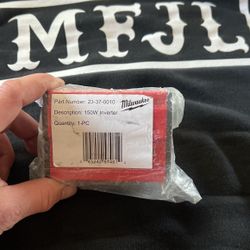 MFJL
Part Number: 23-37-0010
Milwaukee
Description: 150W Inverter
Quantity: 1-PC